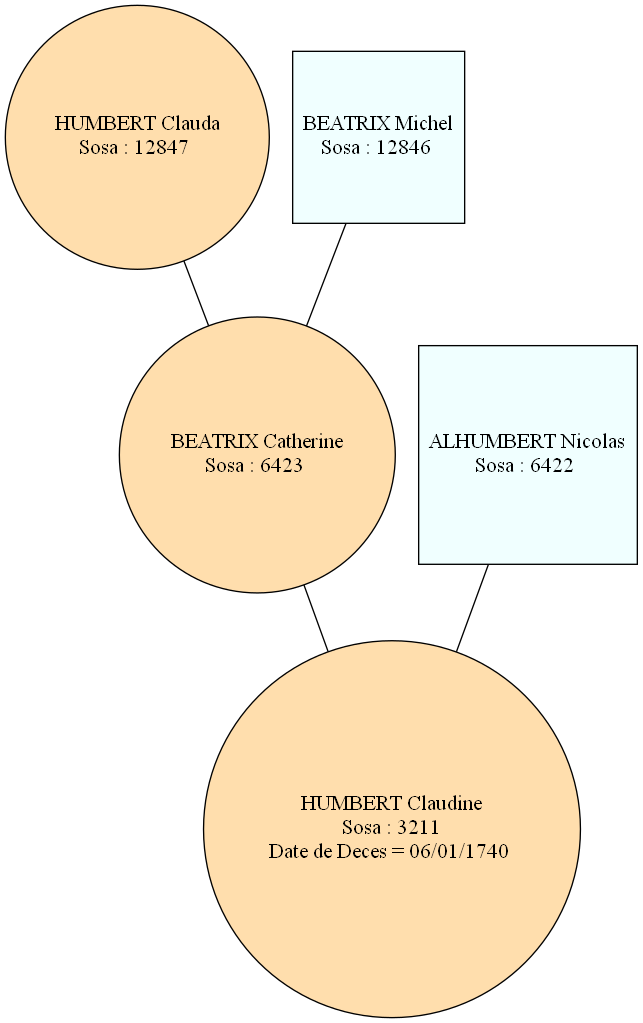 HUMBERT Clauda
Sosa : 12847
BEATRIX Michel
Sosa : 12846
BEATRIX Catherine
Sosa : 6423
ALHUMBERT Nicolas
Sosa : 6422
HUMBERT Claudine
Sosa : 3211
Date de Deces = 06/01/1740